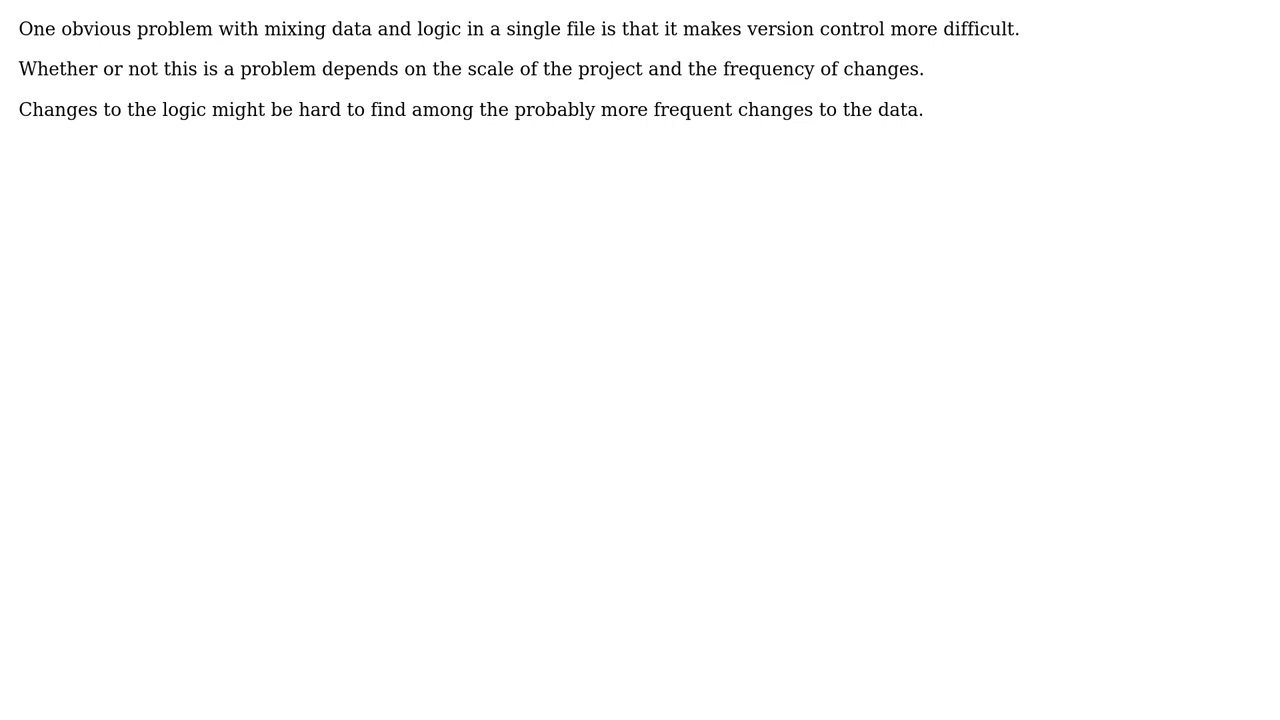 One obvious problem with mixing data and logic in a single file is that it makes version control more difficult.
Whether or not this is a problem depends on the scale of the project and the frequency of changes.
Changes to the logic might be hard to find among the probably more frequent changes to the data.